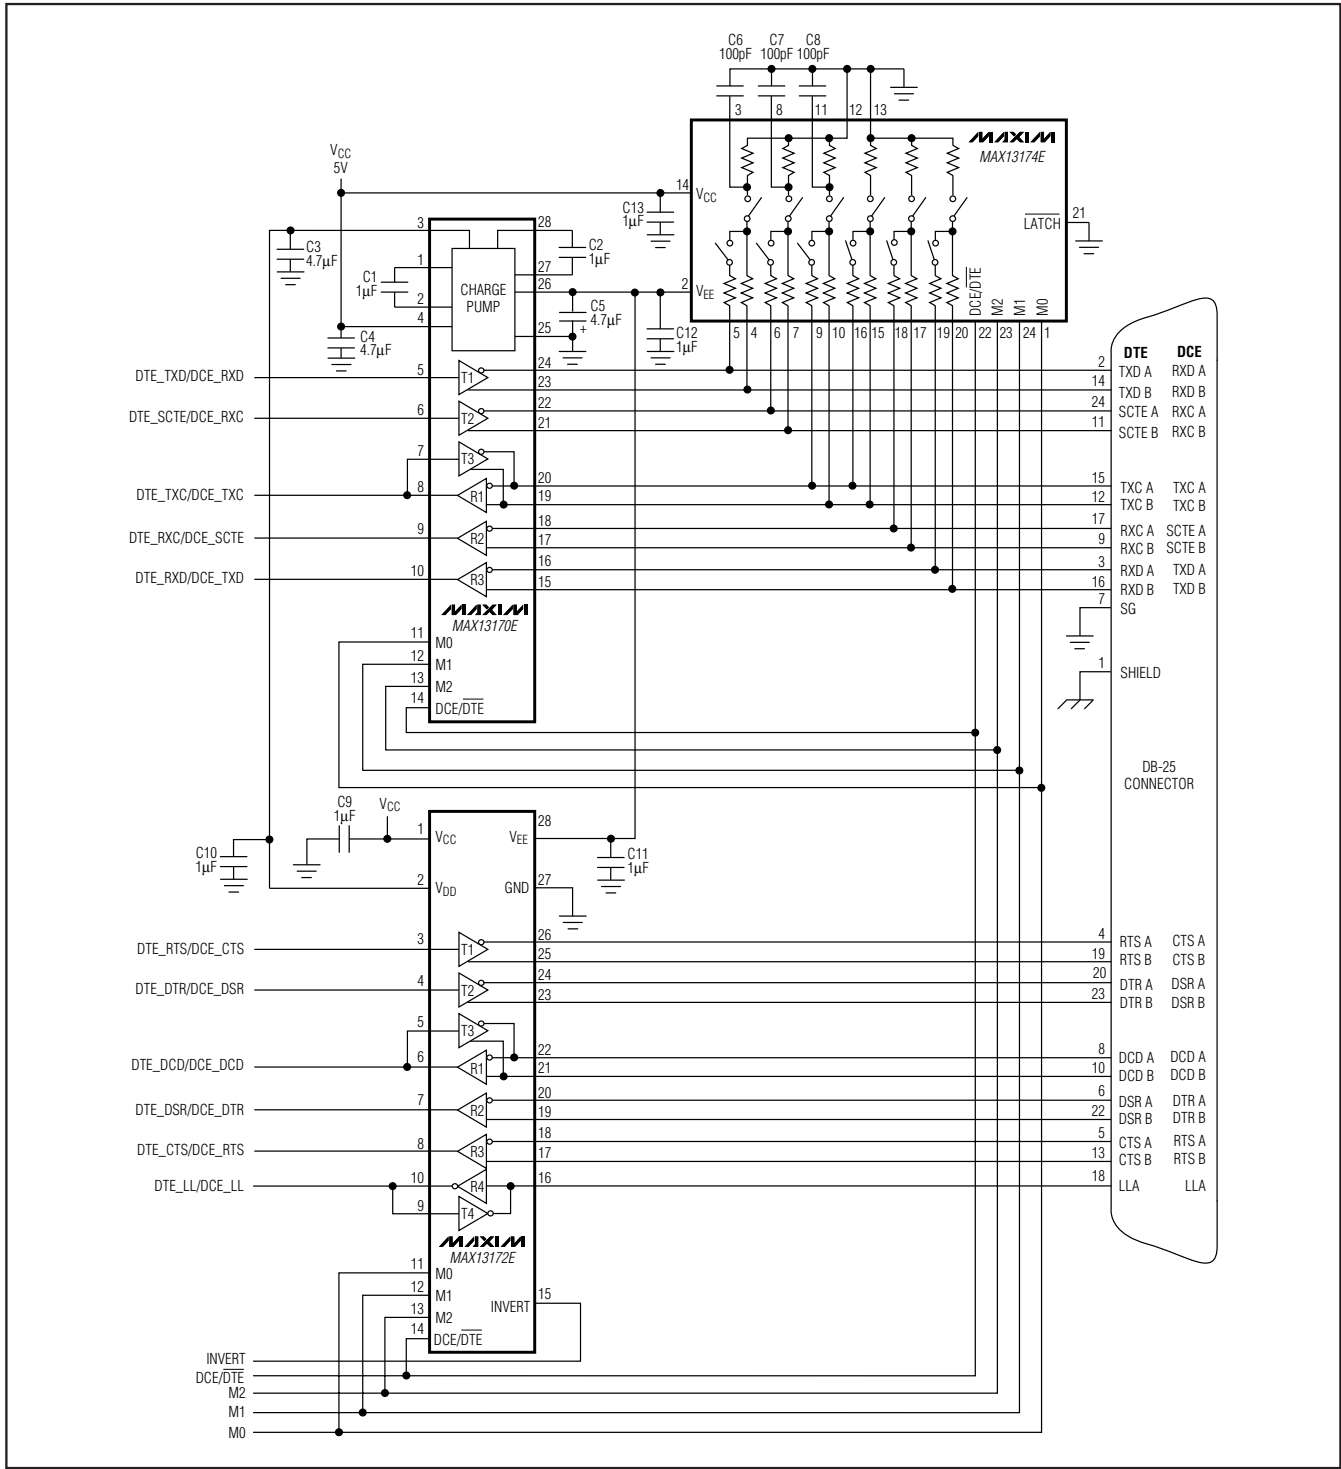 C6 C7 C8
100pF 100pF 100pF
3 8 11 12 13
MAXIM
MAX13174E
VCC
5V
14 VCC
C13
1µF
LATCH 21
3 28
C3
4.7µF
C2
1µF
1 27
C1
1µF
CHARGE
PUMP
26
2 VEE
DCE/DTE
M2
M1
M0
2
C5
4.7µF
+
4 25
C12
1µF
C4
4.7µF
5 4 6 7 9 10 16 15 18 17 19 20 22 23 24 1
DTE DCE
DTE_TXD/DCE_RXD 5 T1 24 2 TXD A RXD A
23 14 TXD B RXD B
DTE_SCTE/DCE_RXC 6 T2 22 24 SCTE A RXC A
21 11 SCTE B RXC B
7 T3
DTE_TXC/DCE_TXC 8 R1 20 15 TXC A TXC A
19 12 TXC B TXC B
DTE_RXC/DCE_SCTE 9 R2 18 17 RXC A SCTE A
17 9 RXC B SCTE B
DTE_RXD/DCE_TXD 10 R3 16 3 RXD A TXD A
15 16 RXD B TXD B
7 SG
MAXIM
MAX13170E
11 M0
12 M1
13 M2
14 DCE/DTE
1 SHIELD
DB-25
CONNECTOR
C9
1µF
VCC
1 VCC VEE 28
C10
1µF
C11
1µF
2 VDD GND 27
DTE_RTS/DCE_CTS 3 T1 26 4 RTS A CTS A
25 19 RTS B CTS B
DTE_DTR/DCE_DSR 4 T2 24 20 DTR A DSR A
23 23 DTR B DSR B
5 T3
DTE_DCD/DCE_DCD 6 R1 22 8 DCD A DCD A
21 10 DCD B DCD B
DTE_DSR/DCE_DTR 7 R2 20 6 DSR A DTR A
19 22 DSR B DTR B
DTE_CTS/DCE_RTS 8 R3 18 5 CTS A RTS A
17 13 CTS B RTS B
DTE_LL/DCE_LL 10 R4 16 18 LLA LLA
9 T4
MAXIM
MAX13172E
11 M0
12 M1
13 M2
14 DCE/DTE
INVERT 15
INVERT
DCE/DTE
M2
M1
M0